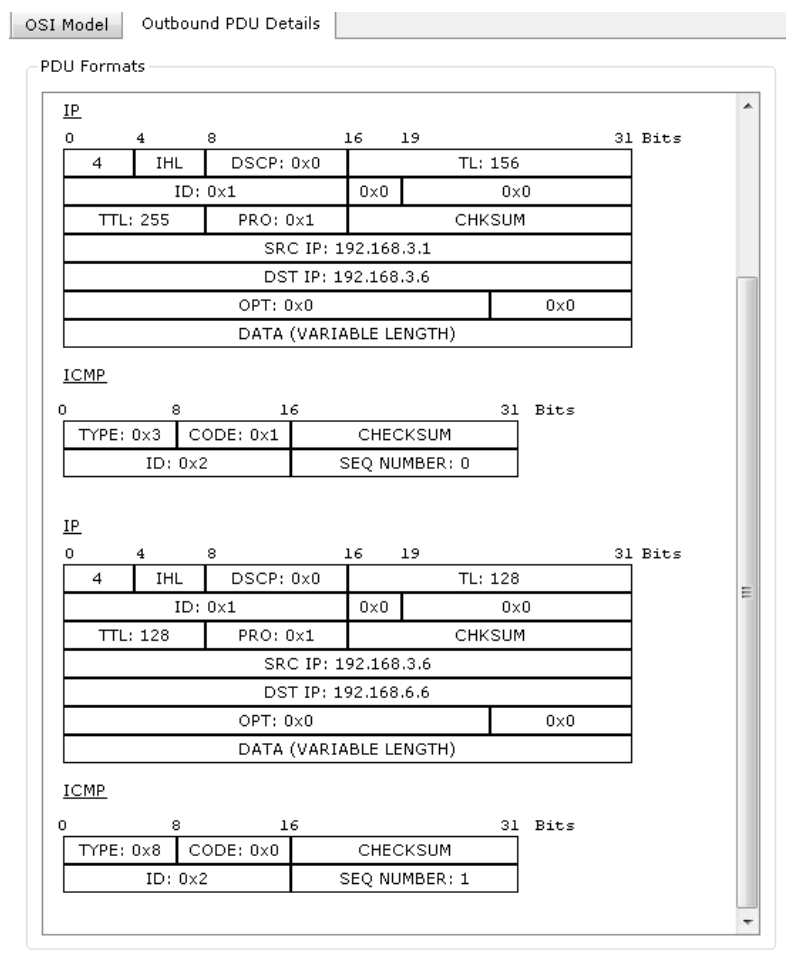 OSI Model Outbound PDU Details
PDU Formats
IP
0 4 8 16 19 31 Bits
4 IHL DSCP: 0x0 TL: 156
ID: 0x1 0x0 0x0
TTL: 255 PRO: 0x1 CHKSUM
SRC IP: 192.168.3.1
DST IP: 192.168.3.6
OPT: 0x0 0x0
DATA (VARIABLE LENGTH)
ICMP
0 8 16 31 Bits
TYPE: 0x3 CODE: 0x1 CHECKSUM
ID: 0x2 SEQ NUMBER: 0
IP
0 4 8 16 19 31 Bits
4 IHL DSCP: 0x0 TL: 128
ID: 0x1 0x0 0x0
TTL: 128 PRO: 0x1 CHKSUM
SRC IP: 192.168.3.6
DST IP: 192.168.6.6
OPT: 0x0 0x0
DATA (VARIABLE LENGTH)
ICMP
0 8 16 31 Bits
TYPE: 0x8 CODE: 0x0 CHECKSUM
ID: 0x2 SEQ NUMBER: 1